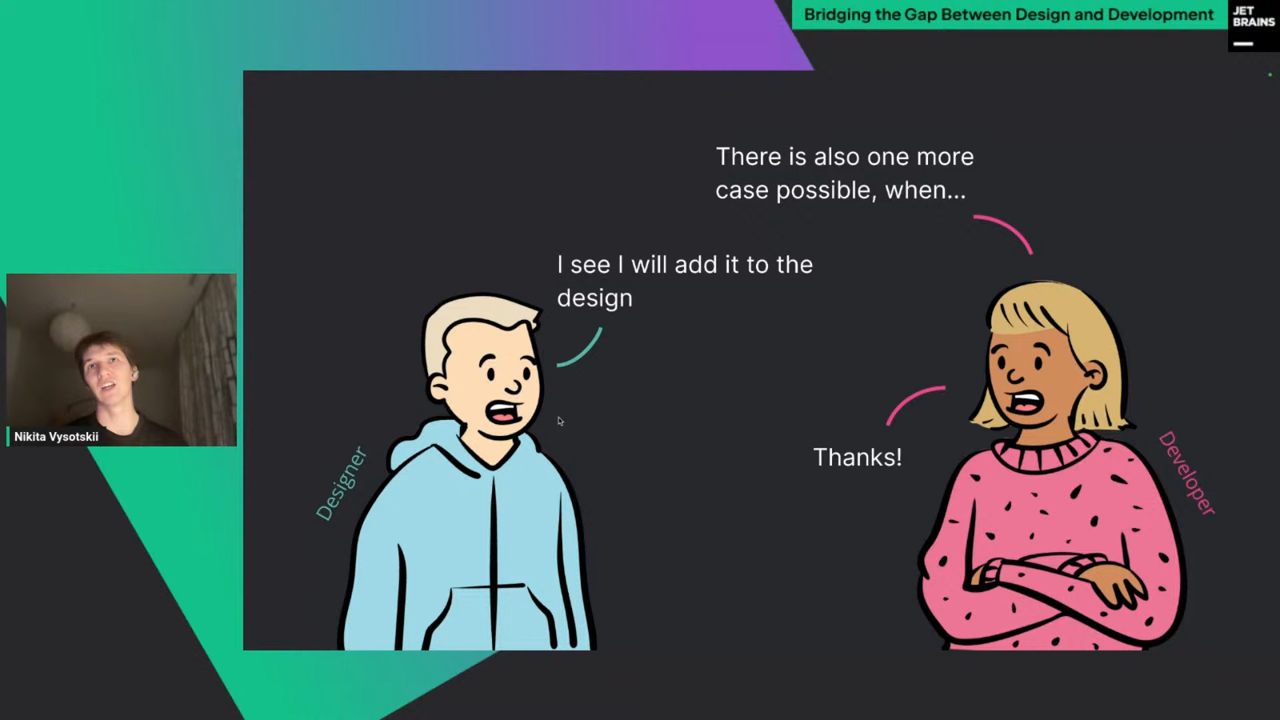 Bridging the Gap Between Design and Development
JET
BRAINS
There is also one more
case possible, when...
I see I will add it to the
design
Thanks!
Designer
Developer
Nikita Vysotskii